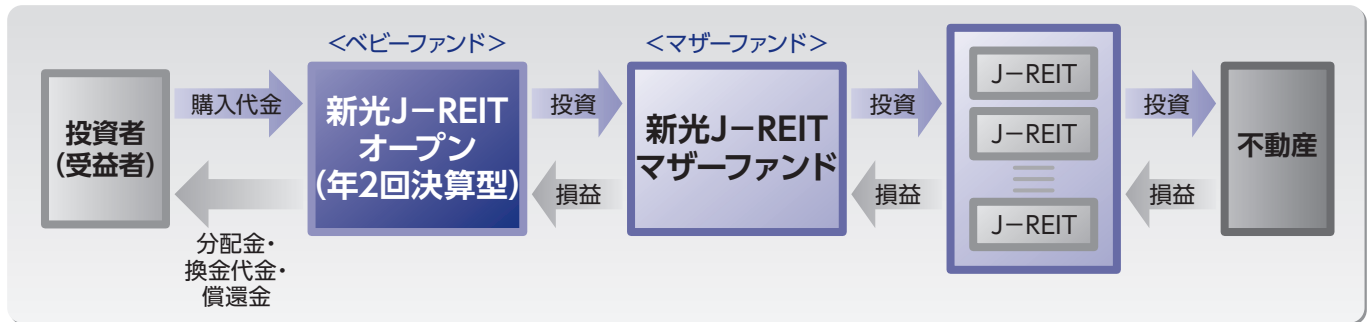 <ベビーファンド>
<マザーファンド>
投資者
(受益者)
購入代金
分配金・
換金代金・
償還金
新光J-REIT
オープン
(年2回決算型)
投資
損益
新光J-REIT
マザーファンド
投資
損益
J-REIT
J-REIT
J-REIT
投資
損益
不動産